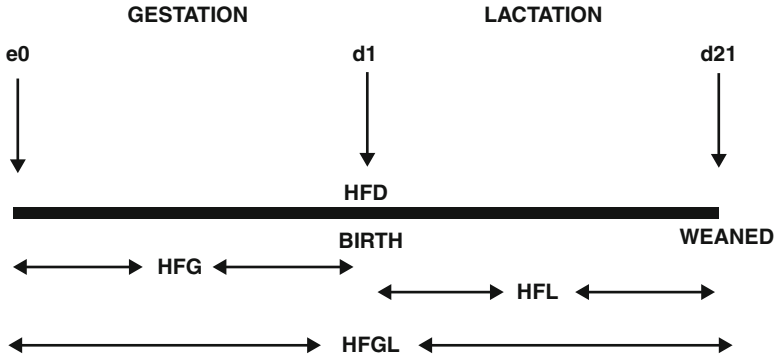 GESTATION LACTATION
e0 d1 d21
HFD
BIRTH WEANED
HFG
HFL
HFGL